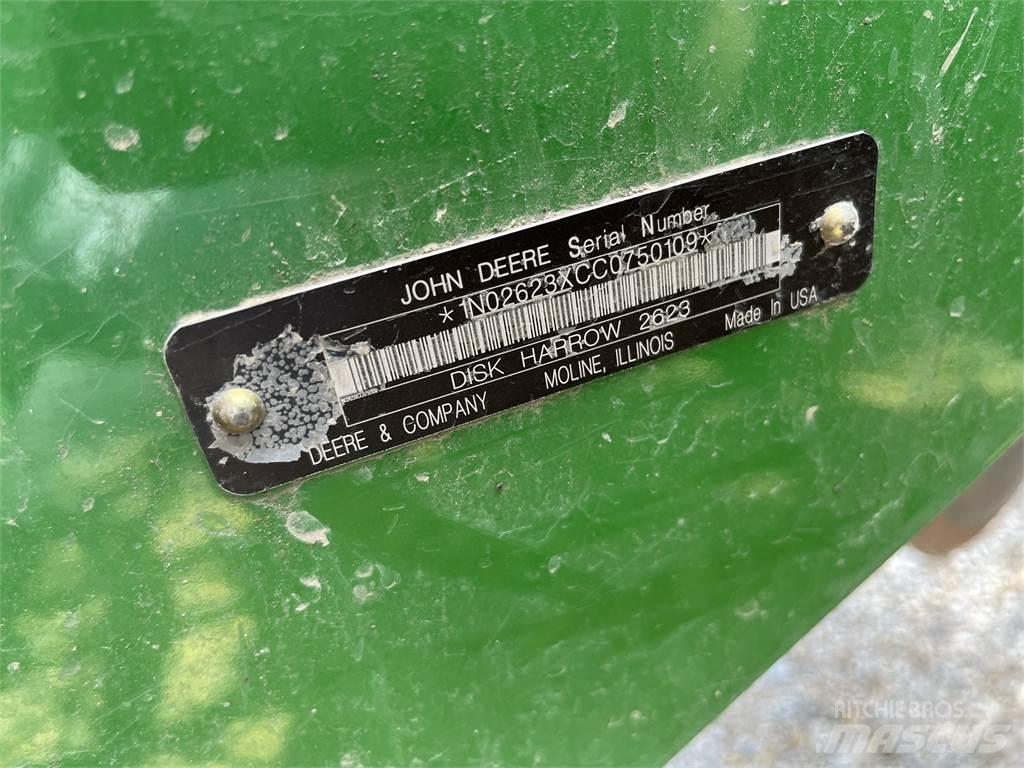 JOHN DEERE Serial Number
*1N02623XCC0750109*
DISK HARROW 2623
DEERE & COMPANY MOLINE, ILLINOIS Made In USA
RITCHIE BROS.
MASCUS